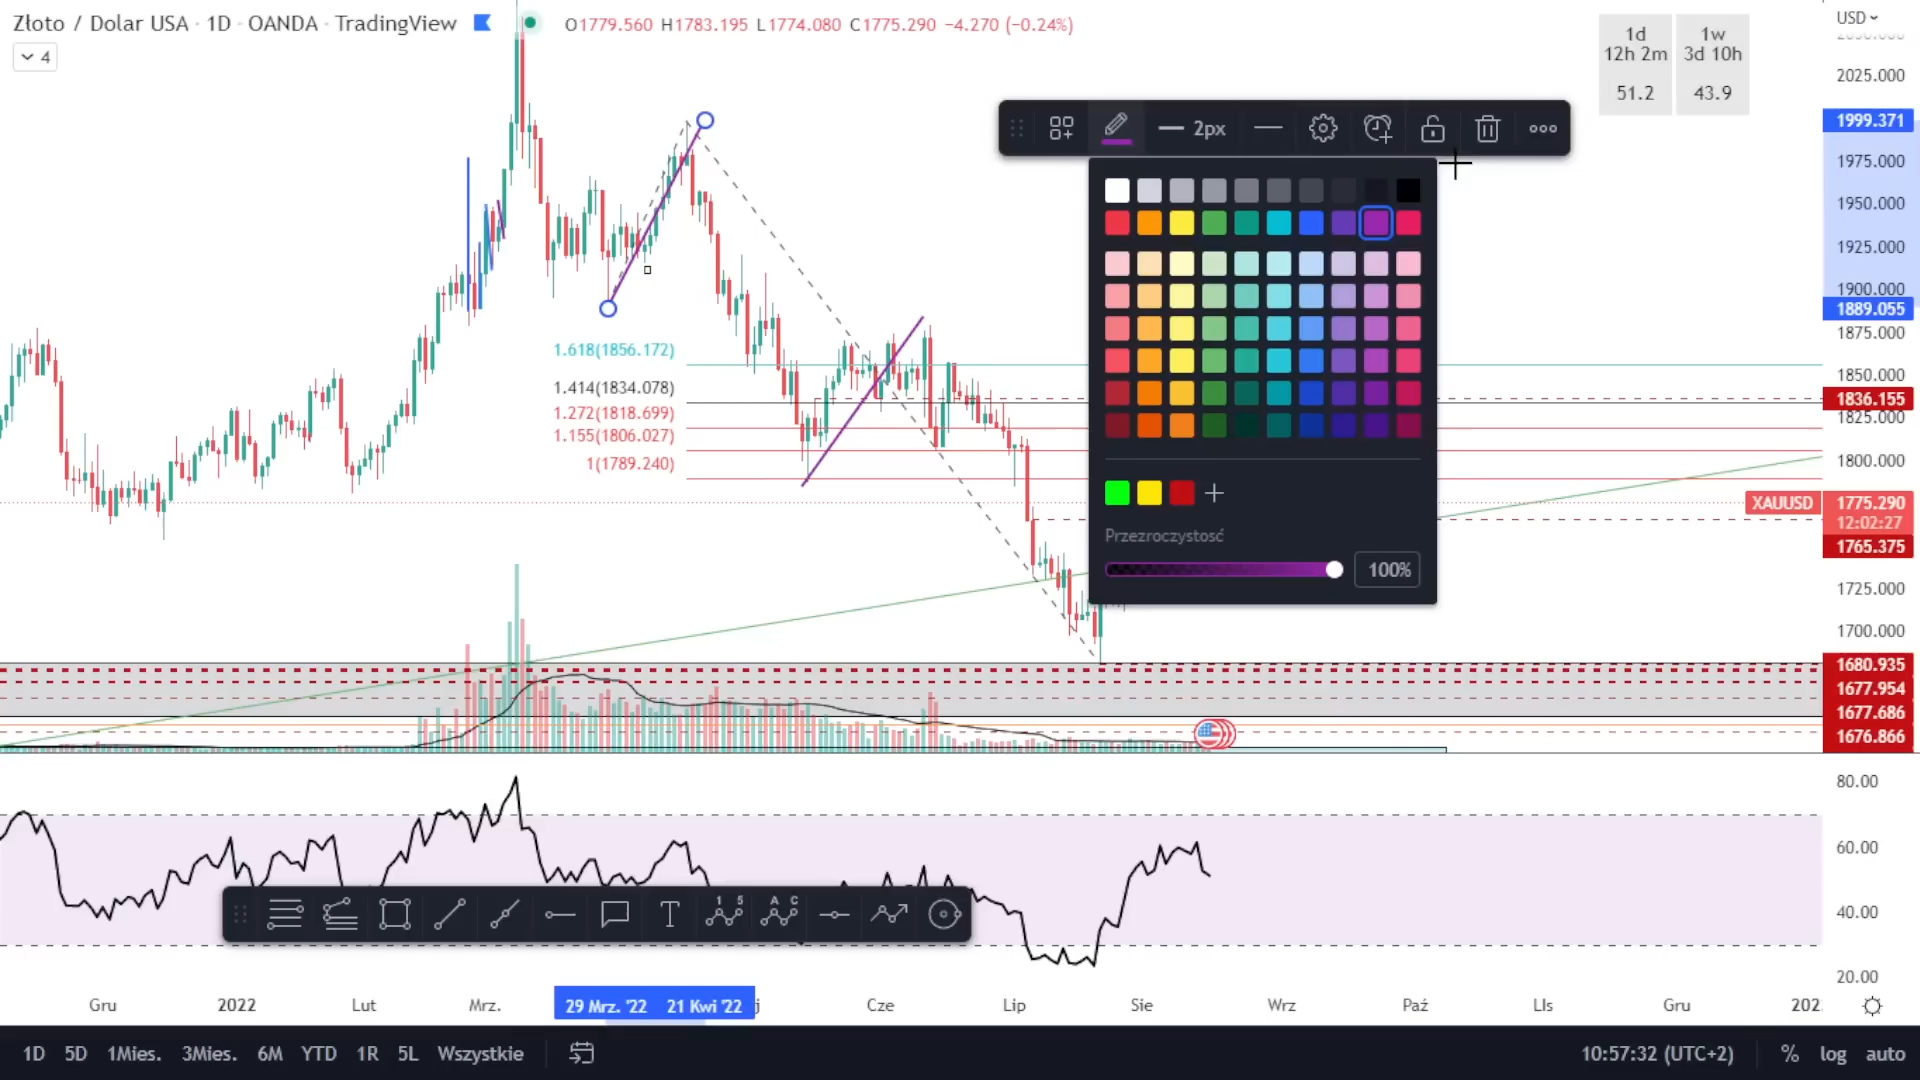 Złoto / Dolar USA · 1D · OANDA · TradingView
O1779.560 H1783.195 L1774.080 C1775.290 −4.270 (−0.24%)
4
1d
12h 2m
51.2
1w
3d 10h
43.9
USD
2025.000
1999.371
1975.000
1950.000
1925.000
1900.000
1889.055
1875.000
1850.000
1836.155
1825.000
1800.000
XAUUSD 1775.290
12:02:27
1765.375
1725.000
1700.000
1680.935
1677.954
1677.686
1676.866
2px
1.618(1856.172)
1.414(1834.078)
1.272(1818.699)
1.155(1806.027)
1(1789.240)
Przezroczystość
100%
80.00
60.00
40.00
20.00
T
1 5
A C
Gru 2022 Lut Mrz. 29 Mrz. '22 21 Kwi '22 Cze Lip Sie Wrz Paź LIs Gru 202
1D 5D 1Mies. 3Mies. 6M YTD 1R 5L Wszystkie
10:57:32 (UTC+2) % log auto